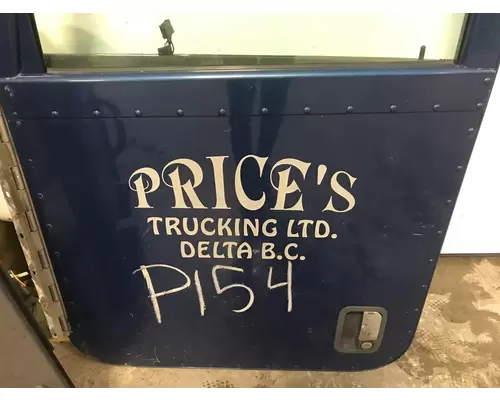 PRICE'S
TRUCKING LTD.
DELTA B.C.
P154